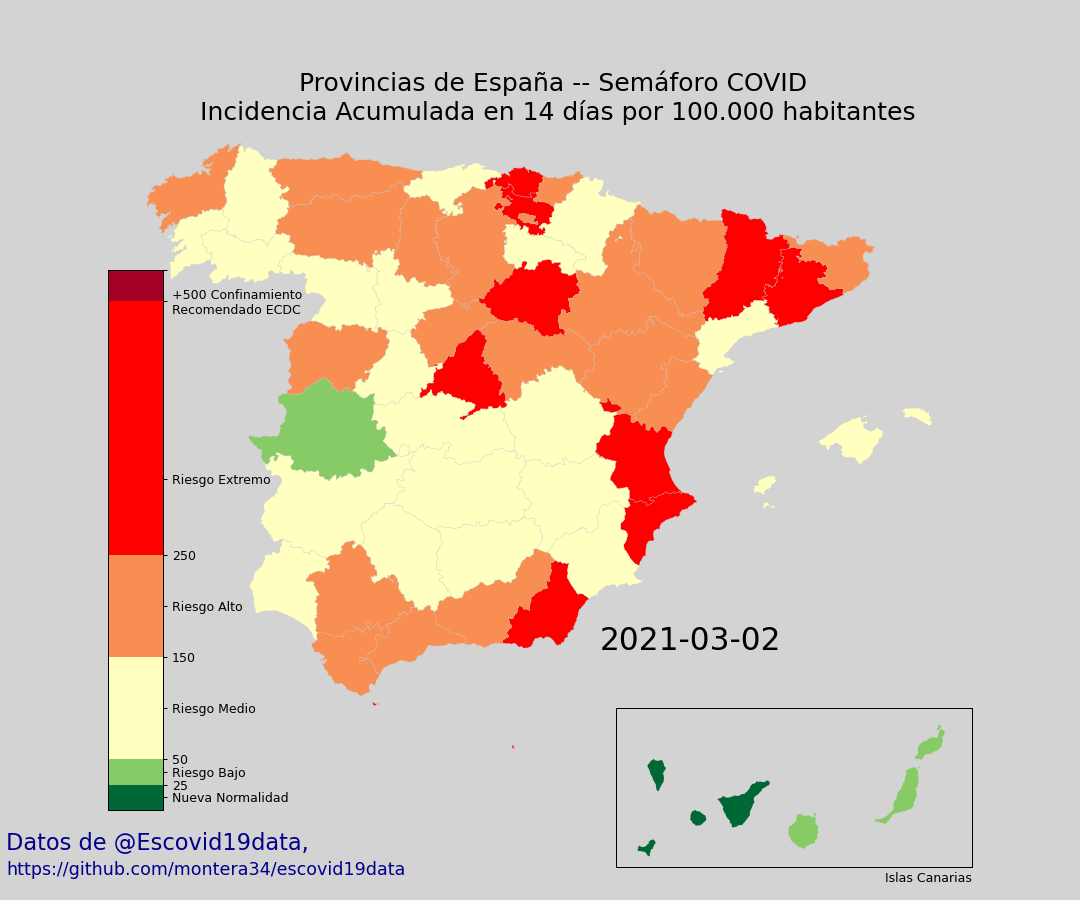 Provincias de España -- Semáforo COVID
Incidencia Acumulada en 14 días por 100.000 habitantes
+500 Confinamiento
Recomendado ECDC
Riesgo Extremo
250
Riesgo Alto
150
Riesgo Medio
50
Riesgo Bajo
25
Nueva Normalidad
2021-03-02
Islas Canarias
Datos de @Escovid19data,
https://github.com/montera34/escovid19data